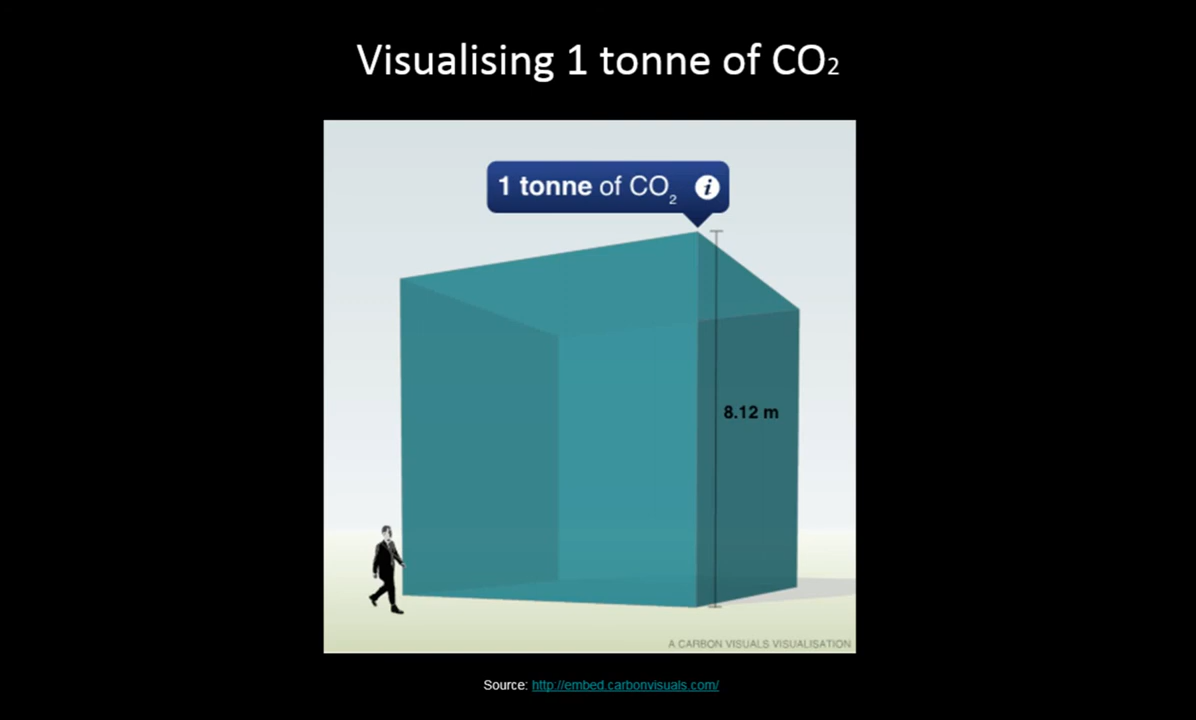 Visualising 1 tonne of CO₂
1 tonne of CO₂ i
8.12 m
A CARBON VISUALS VISUALISATION
Source: http://embed.carbonvisuals.com/